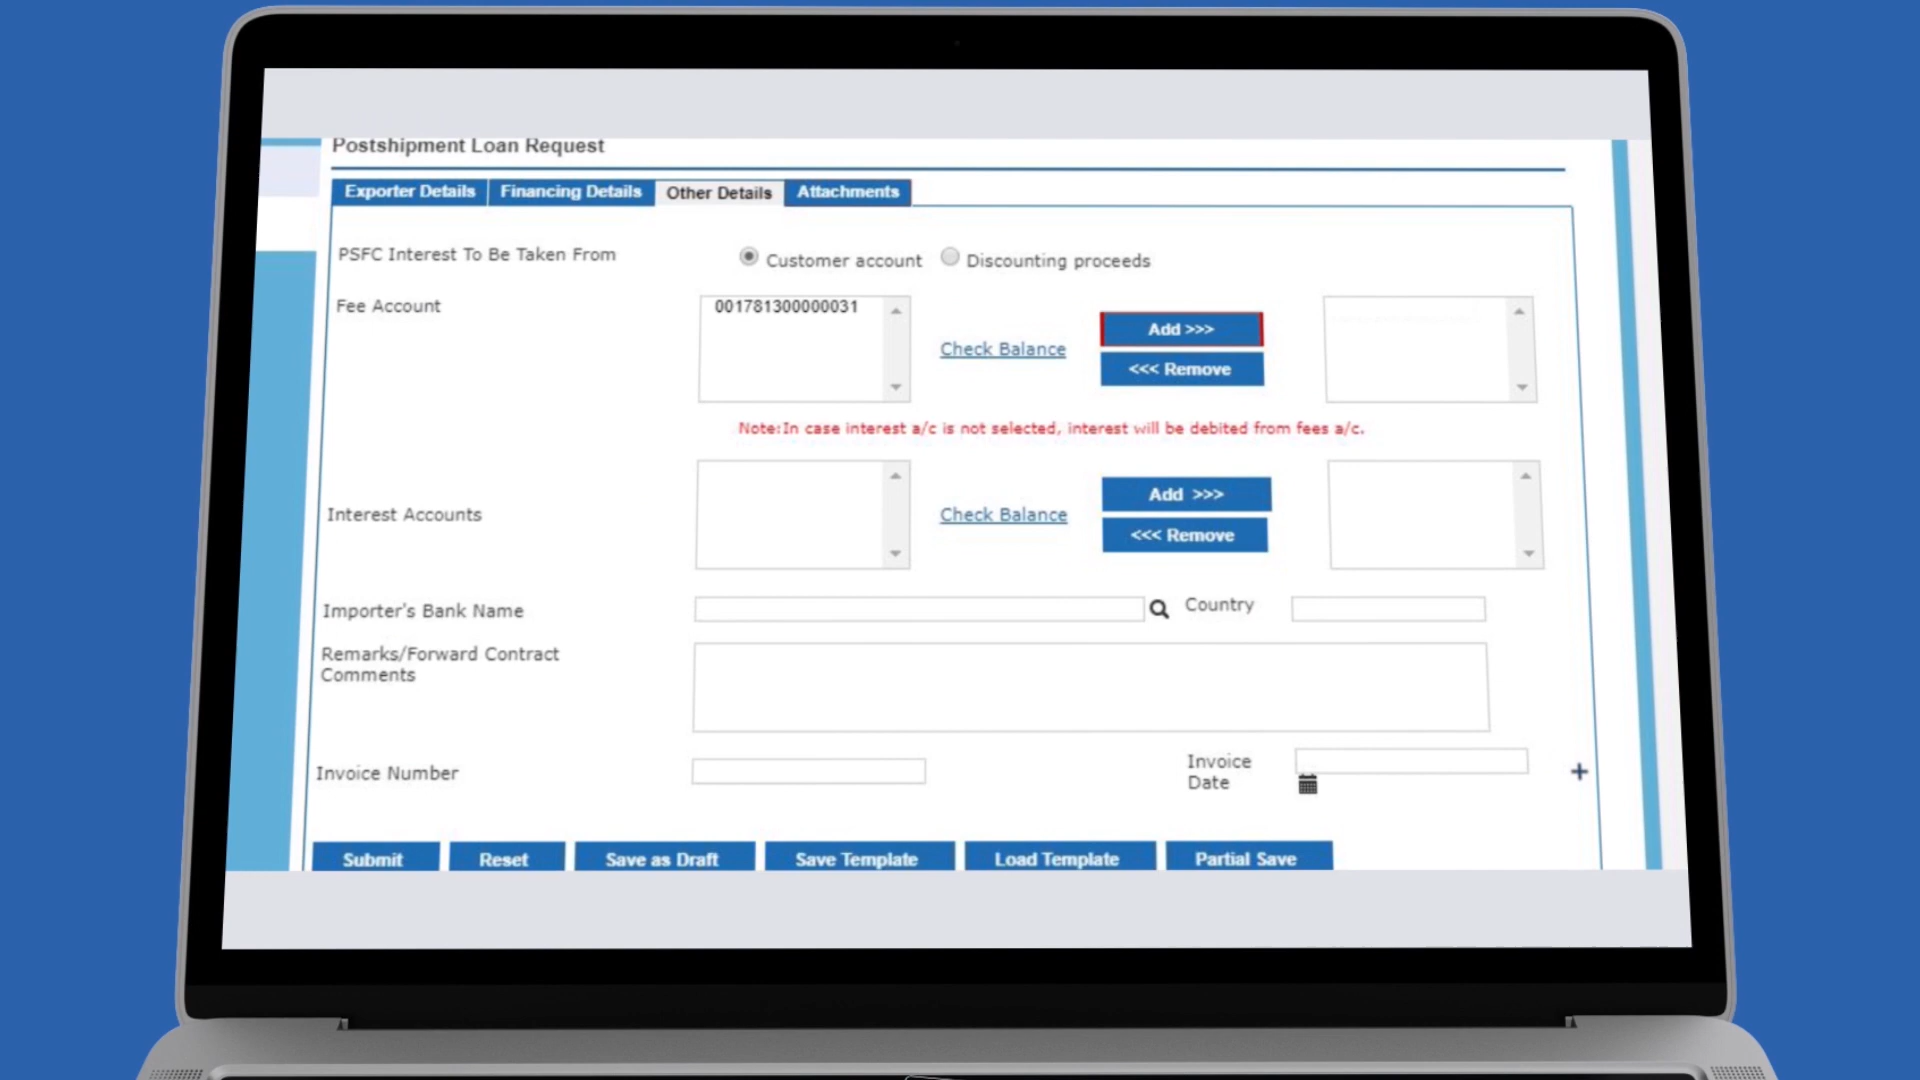 Postshipment Loan Request
Exporter Details Financing Details Other Details Attachments
PSFC Interest To Be Taken From Customer account Discounting proceeds
Fee Account 001781300000031 Check Balance Add >>>
<<< Remove
Note:In case interest a/c is not selected, interest will be debited from fees a/c.
Interest Accounts Check Balance Add >>>
<<< Remove
Importer's Bank Name Country
Remarks/Forward Contract
Comments
Invoice Number Invoice
Date
Submit Reset Save as Draft Save Template Load Template Partial Save